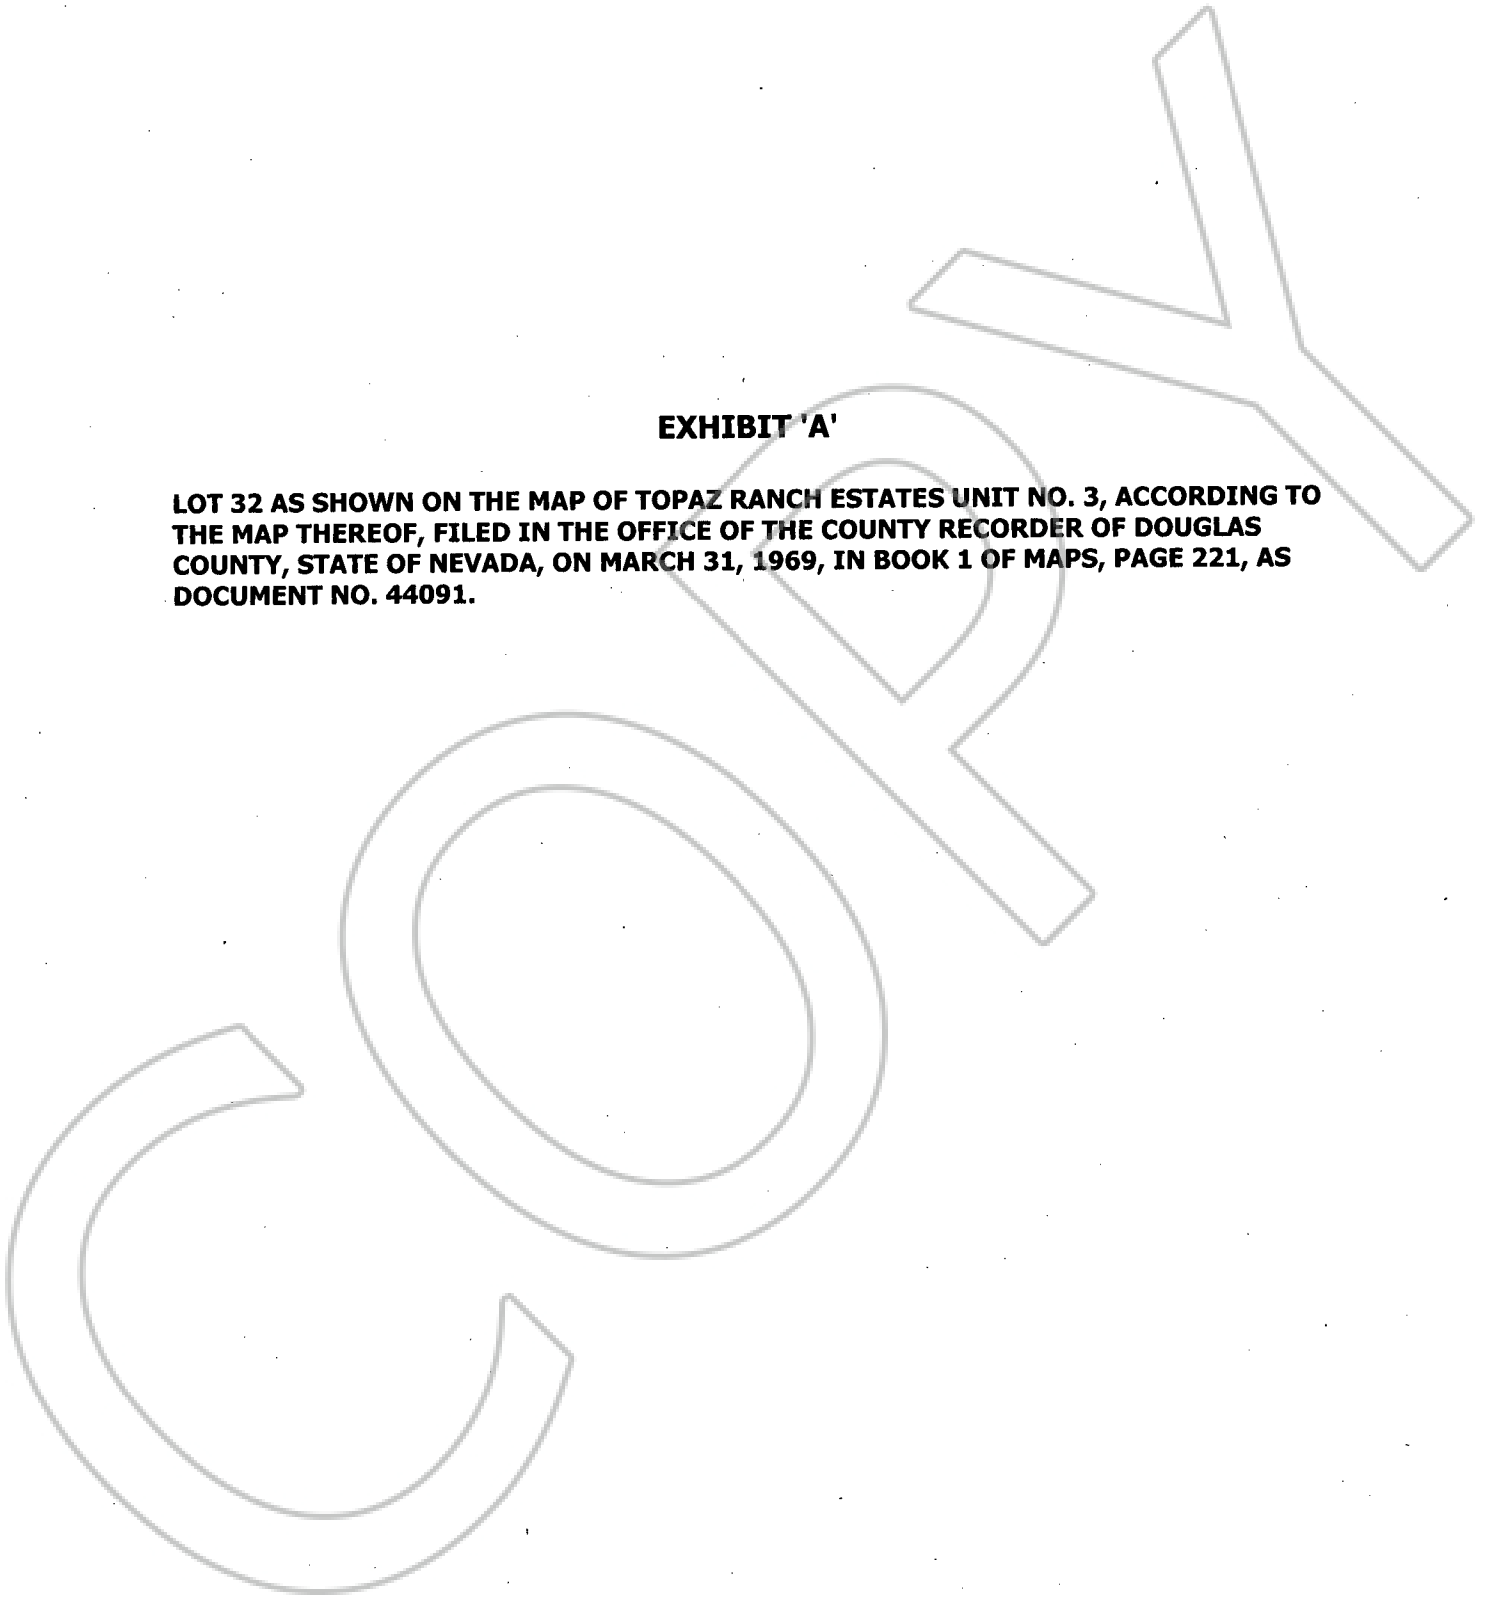 EXHIBIT 'A'
LOT 32 AS SHOWN ON THE MAP OF TOPAZ RANCH ESTATES UNIT NO. 3, ACCORDING TO
THE MAP THEREOF, FILED IN THE OFFICE OF THE COUNTY RECORDER OF DOUGLAS
COUNTY, STATE OF NEVADA, ON MARCH 31, 1969, IN BOOK 1 OF MAPS, PAGE 221, AS
DOCUMENT NO. 44091.
COPY